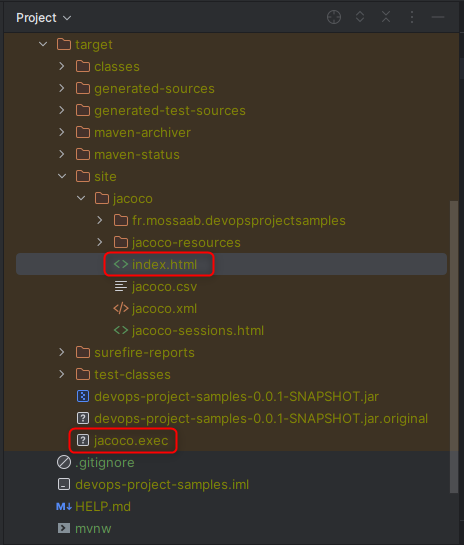 Project
target
classes
generated-sources
generated-test-sources
maven-archiver
maven-status
site
jacoco
fr.mossaab.devopsprojectsamples
jacoco-resources
index.html
jacoco.csv
jacoco.xml
jacoco-sessions.html
surefire-reports
test-classes
devops-project-samples-0.0.1-SNAPSHOT.jar
devops-project-samples-0.0.1-SNAPSHOT.jar.original
jacoco.exec
.gitignore
devops-project-samples.iml
HELP.md
mvnw